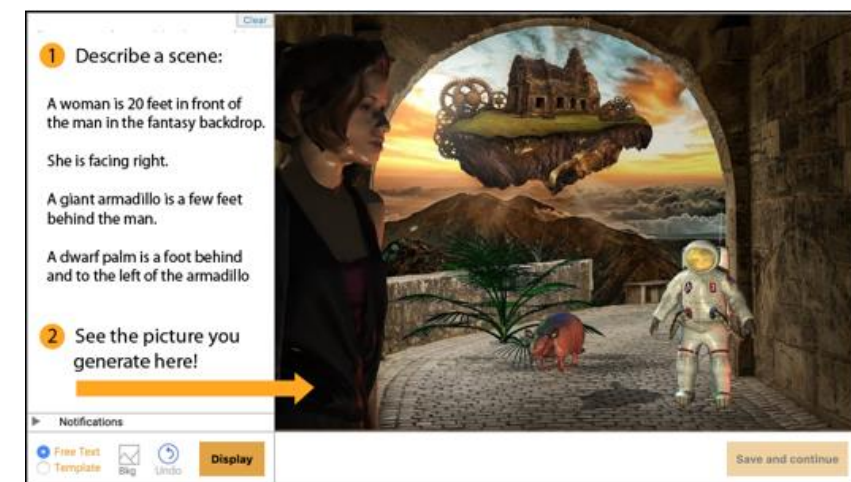 Clear
1 Describe a scene:
A woman is 20 feet in front of
the man in the fantasy backdrop.
She is facing right.
A giant armadillo is a few feet
behind the man.
A dwarf palm is a foot behind
and to the left of the armadillo
2 See the picture you
generate here!
Notifications
Free Text
Template
Bkg
Undo
Display
Save and continue